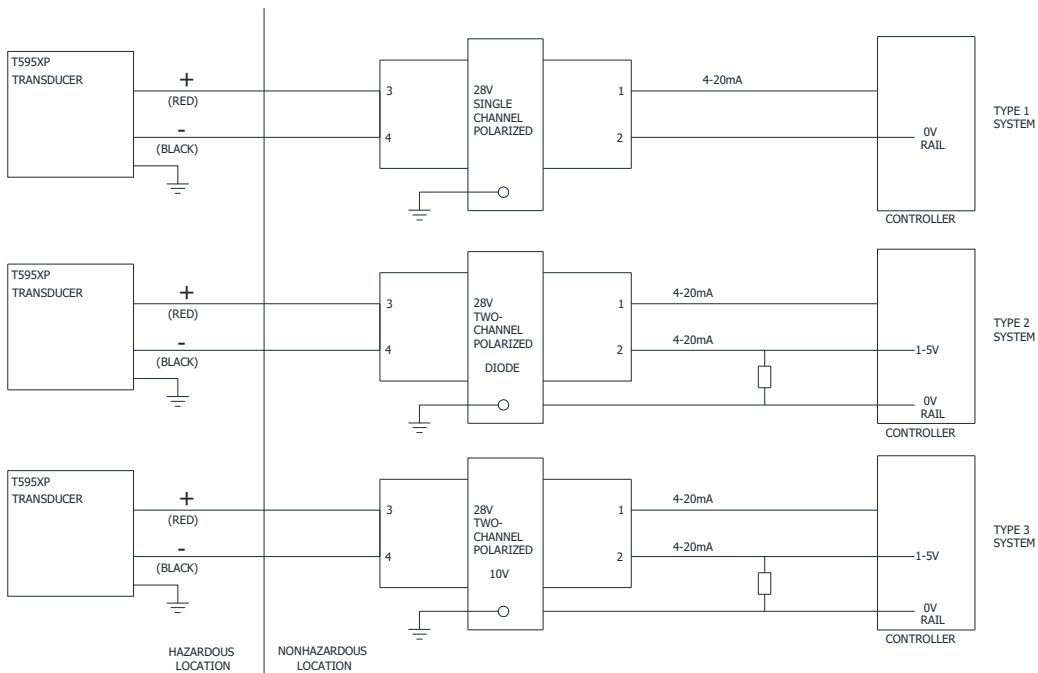 T595XP
TRANSDUCER
+
(RED)
-
(BLACK)
3
4
28V
SINGLE
CHANNEL
POLARIZED
1
2
4-20mA
0V
RAIL
CONTROLLER
TYPE 1
SYSTEM
T595XP
TRANSDUCER
+
(RED)
-
(BLACK)
3
4
28V
TWO-
CHANNEL
POLARIZED
DIODE
1
2
4-20mA
4-20mA
1-5V
0V
RAIL
CONTROLLER
TYPE 2
SYSTEM
T595XP
TRANSDUCER
+
(RED)
-
(BLACK)
3
4
28V
TWO-
CHANNEL
POLARIZED
10V
1
2
4-20mA
4-20mA
1-5V
0V
RAIL
CONTROLLER
TYPE 3
SYSTEM
HAZARDOUS
LOCATION
NONHAZARDOUS
LOCATION